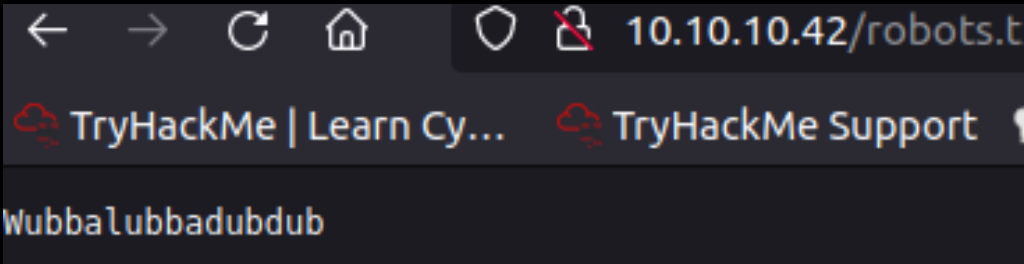 10.10.10.42/robots.t
TryHackMe | Learn Cy... TryHackMe Support
Wubbalubbadubdub